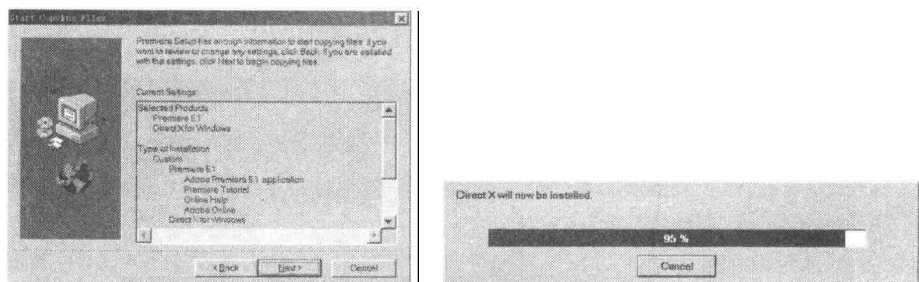 Start Copying Files
Premiere Setup has enough information to start copying files. If you
want to review or change any settings, click Back. If you are satisfied
with the settings, click Next to begin copying files.
Current Settings:
Selected Products
Premiere 5.1
DirectX for Windows
Type of Installation
Custom
Premiere 5.1
Adobe Premiere 5.1 application
Premiere Tutorial
Online Help
Adobe Online
DirectX for Windows
< Back
Next >
Cancel
Direct X will now be installed.
95 %
Cancel